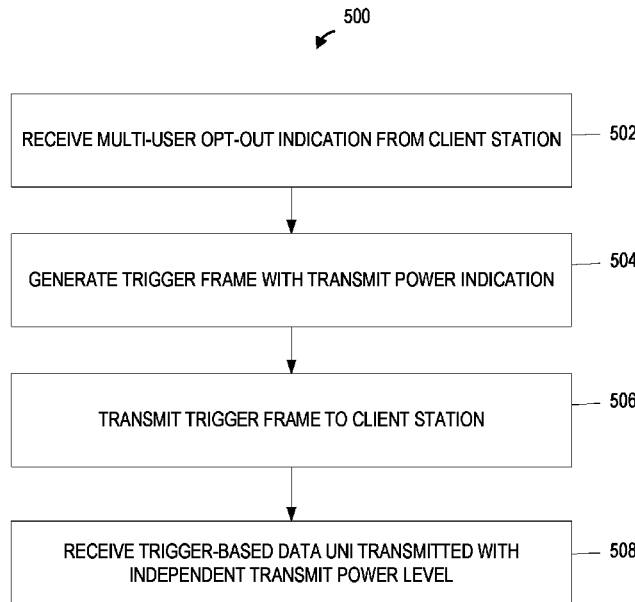 500
RECEIVE MULTI-USER OPT-OUT INDICATION FROM CLIENT STATION
502
GENERATE TRIGGER FRAME WITH TRANSMIT POWER INDICATION
504
TRANSMIT TRIGGER FRAME TO CLIENT STATION
506
RECEIVE TRIGGER-BASED DATA UNI TRANSMITTED WITH
INDEPENDENT TRANSMIT POWER LEVEL
508